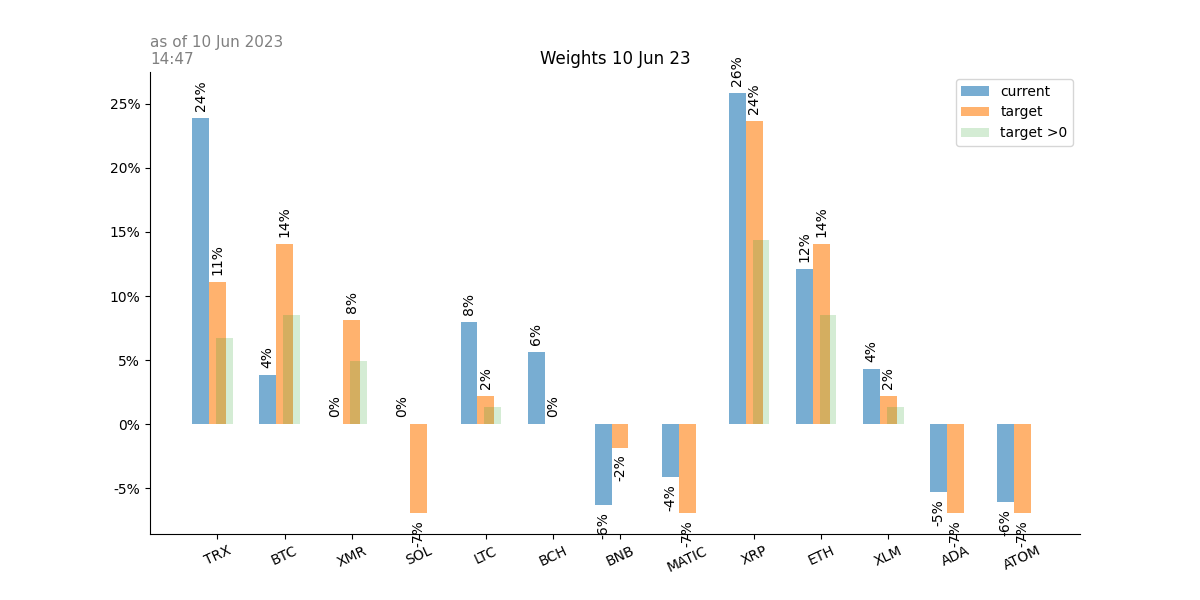 as of 10 Jun 2023
14:47
Weights 10 Jun 23
current
target
target >0
25%
20%
15%
10%
5%
0%
-5%
24%
11%
4%
14%
0%
8%
0%
-7%
8%
2%
6%
0%
-6%
-2%
-4%
-7%
26%
24%
12%
14%
4%
2%
-5%
-7%
-6%
-7%
TRX
BTC
XMR
SOL
LTC
BCH
BNB
MATIC
XRP
ETH
XLM
ADA
ATOM